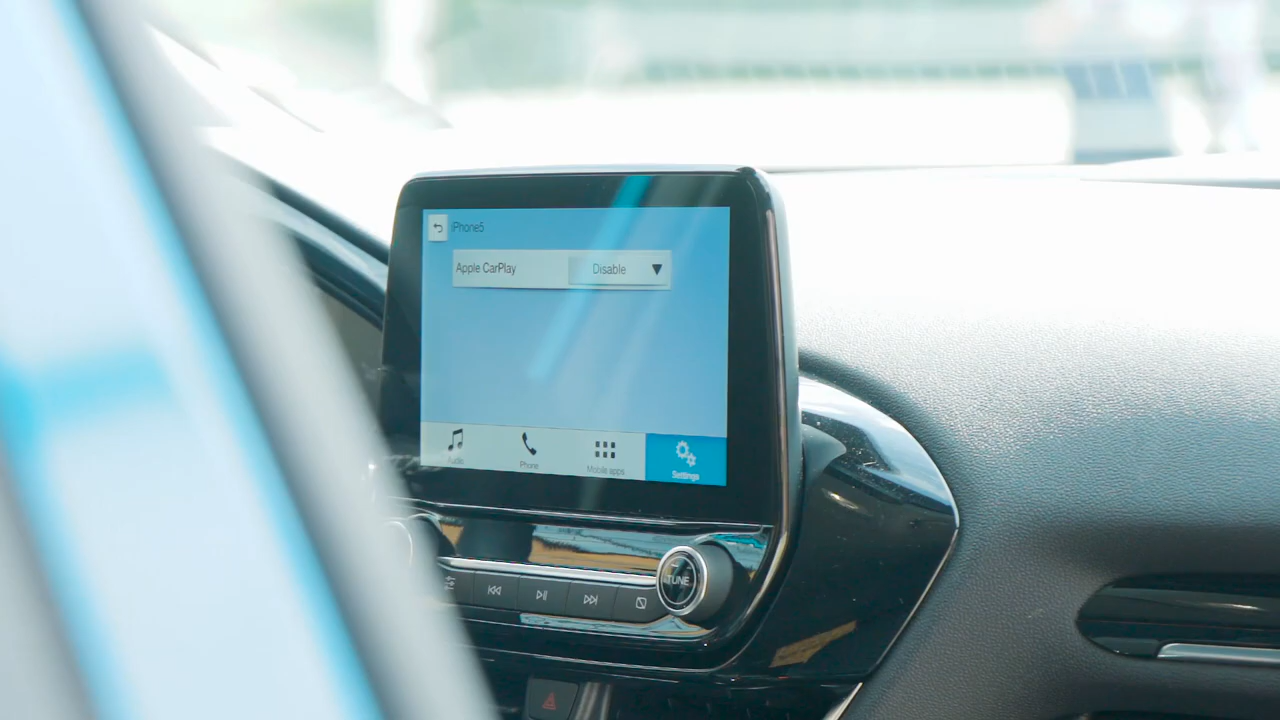 iPhone5
Apple CarPlay
Disable
Audio
Phone
Mobile apps
Settings
TUNE